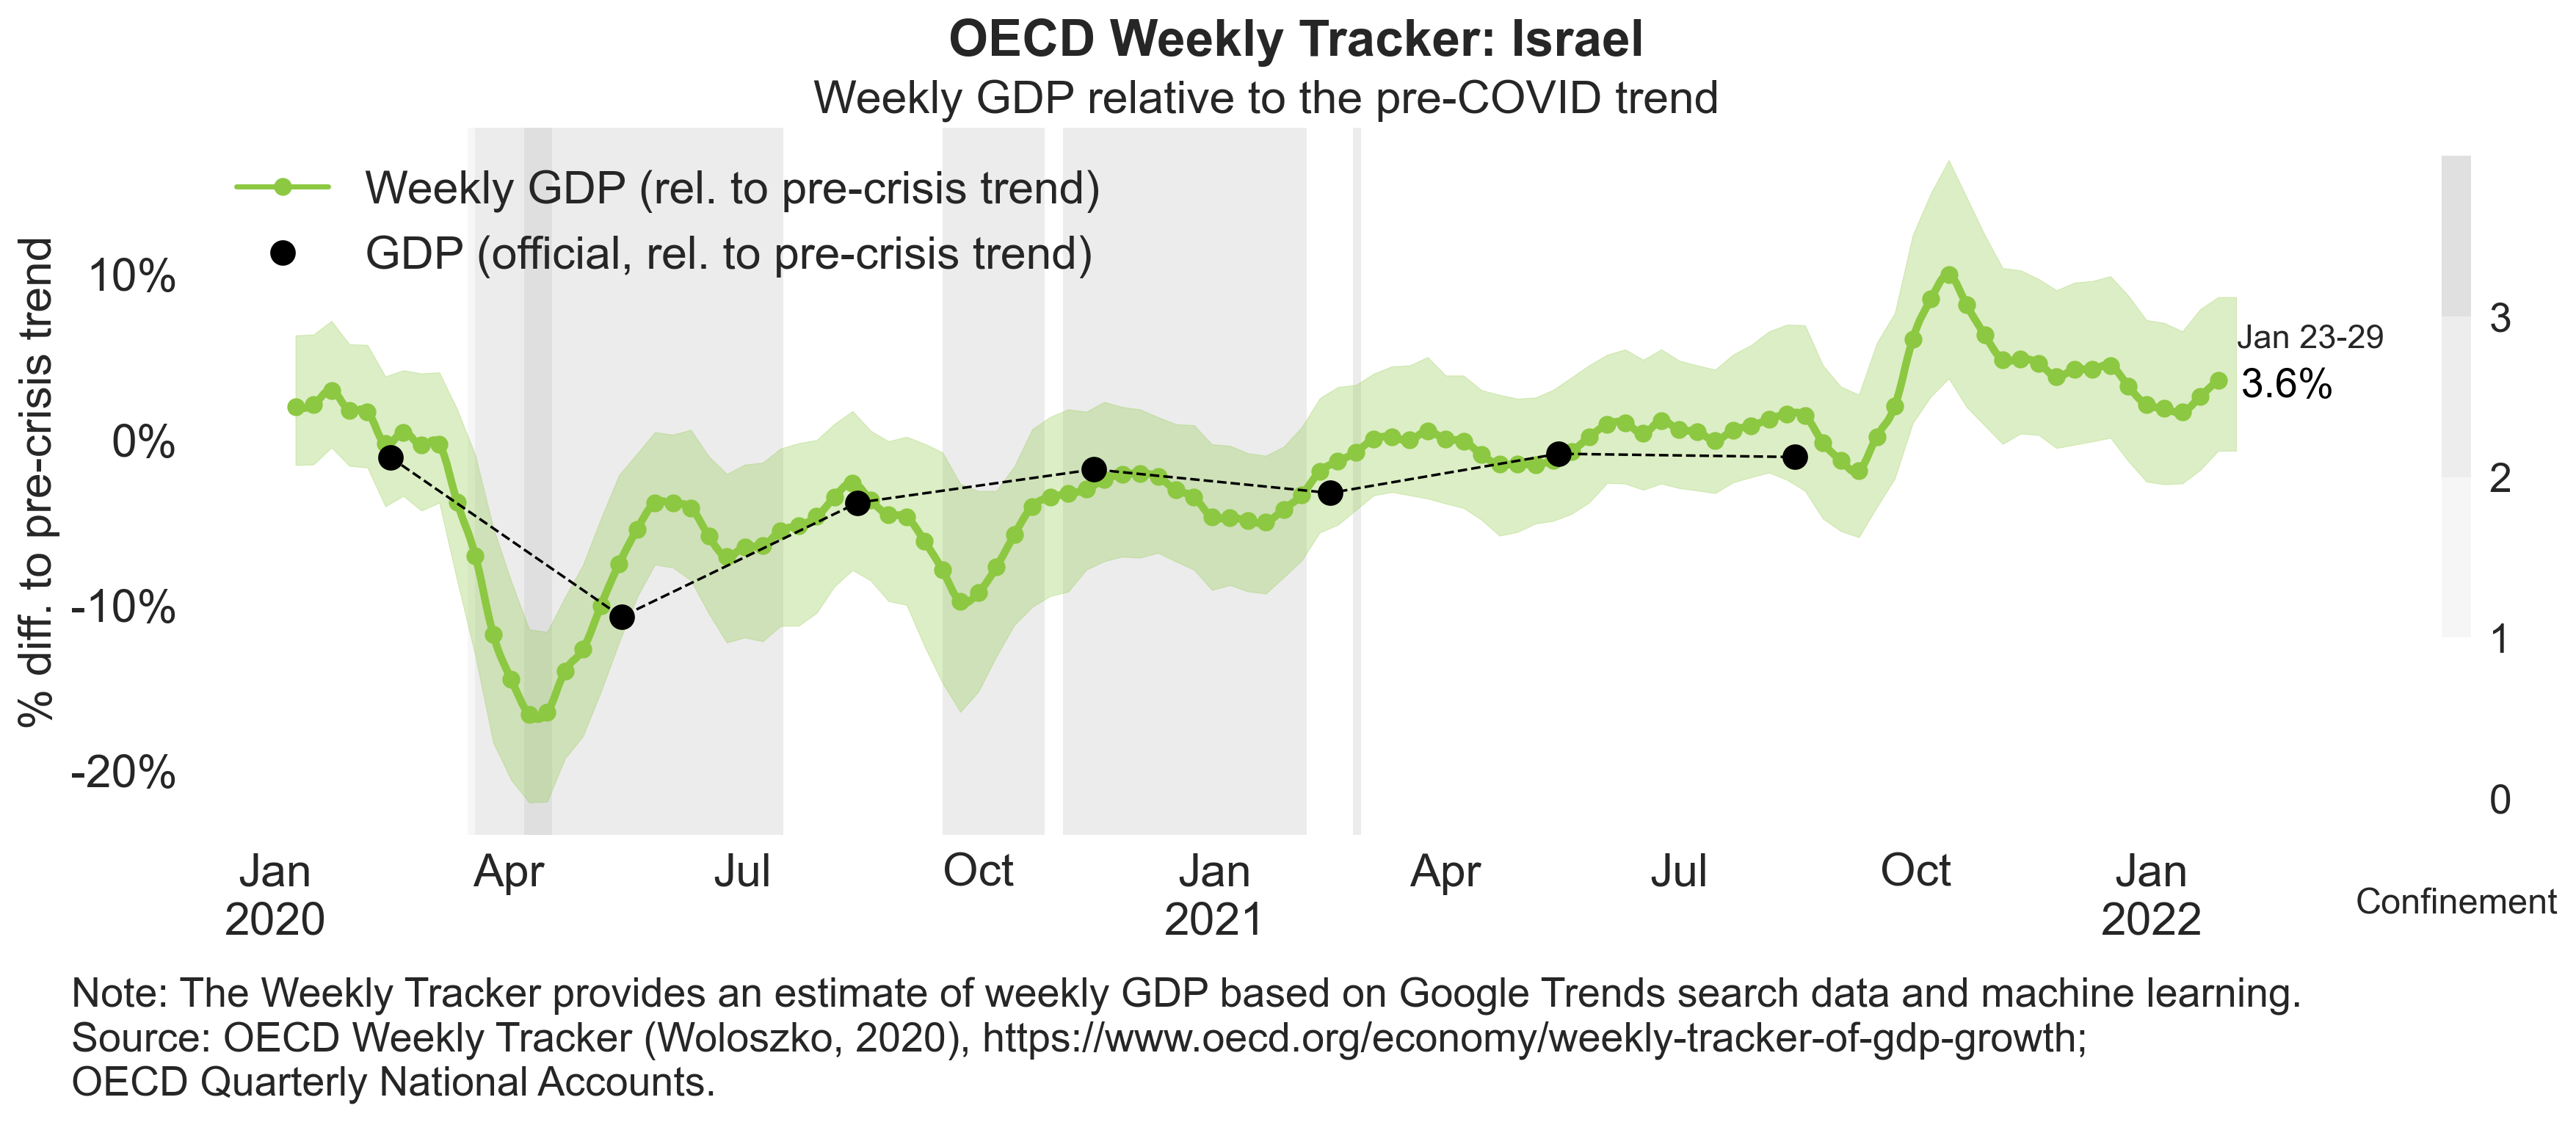 OECD Weekly Tracker: Israel
Weekly GDP relative to the pre-COVID trend
Weekly GDP (rel. to pre-crisis trend)
GDP (official, rel. to pre-crisis trend)
% diff. to pre-crisis trend
10%
0%
-10%
-20%
Jan 23-29
3.6%
3
2
1
0
Confinement
Jan Apr Jul Oct Jan Apr Jul Oct Jan
2020 2021 2022
Note: The Weekly Tracker provides an estimate of weekly GDP based on Google Trends search data and machine learning.
Source: OECD Weekly Tracker (Woloszko, 2020), https://www.oecd.org/economy/weekly-tracker-of-gdp-growth;
OECD Quarterly National Accounts.